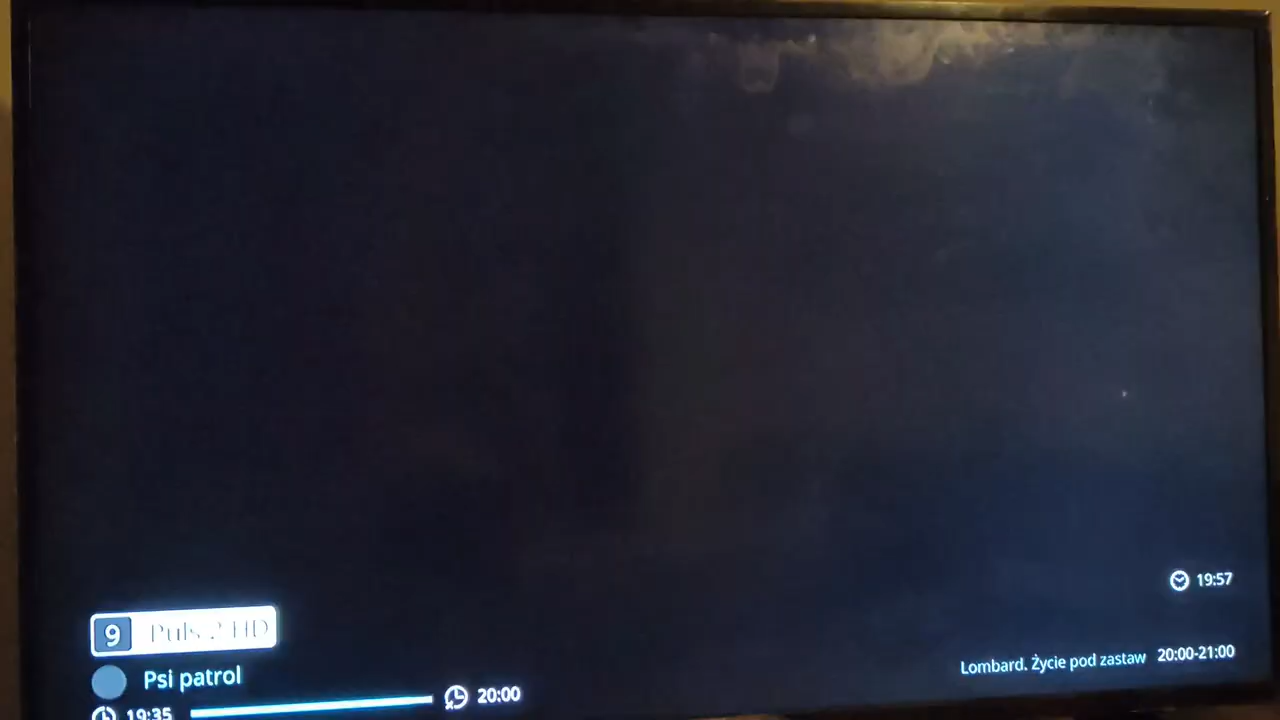 19:57
9 Puls 2 HD
Psi patrol
Lombard. Życie pod zastaw 20:00-21:00
19:35 20:00